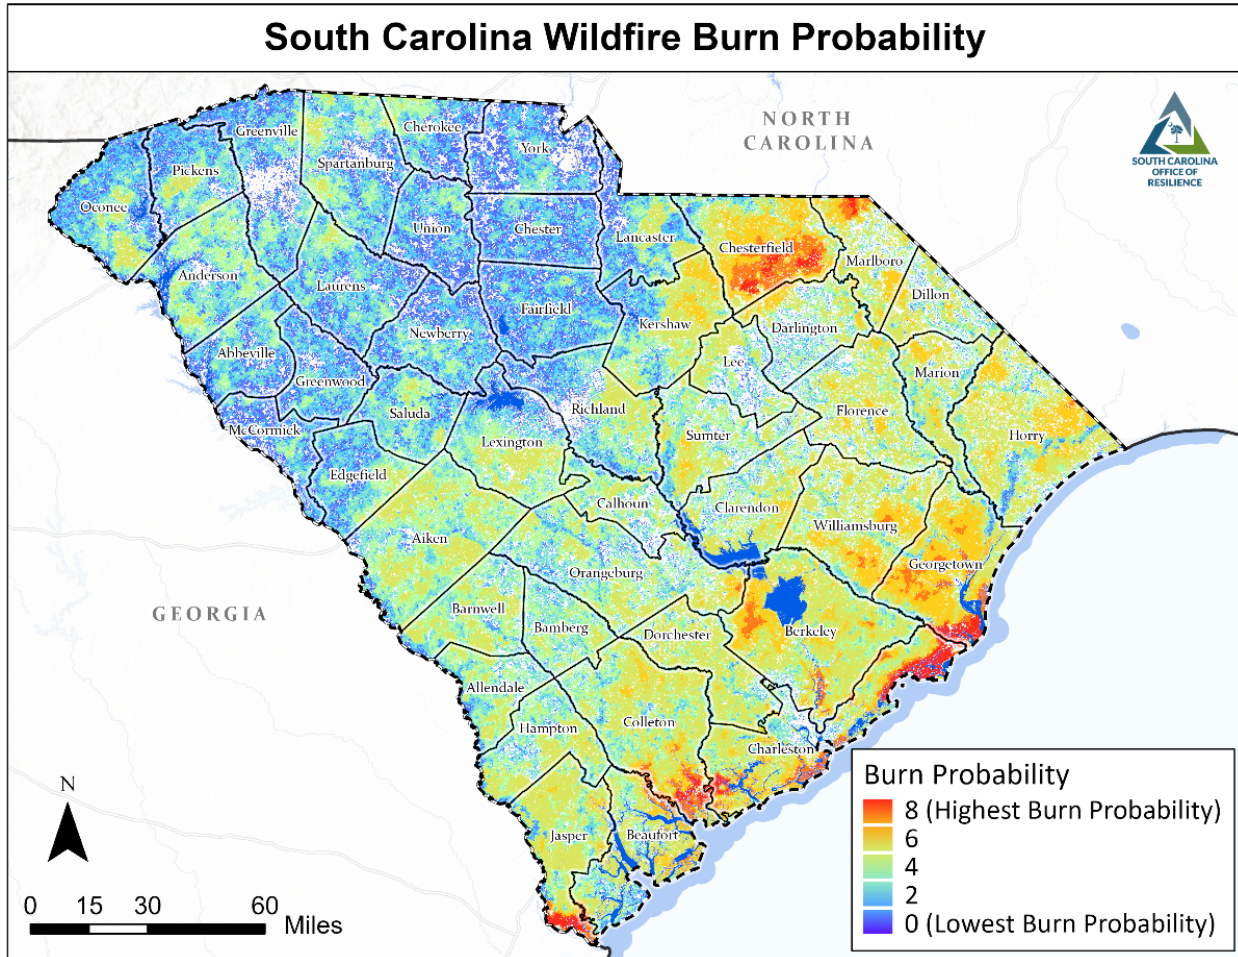 South Carolina Wildfire Burn Probability
NORTH
CAROLINA
SOUTH CAROLINA
OFFICE OF
RESILIENCE
Greenville
Cherokee
York
Spartanburg
Pickens
Oconee
Union
Chester
Lancaster
Chesterfield
Marlboro
Anderson
Laurens
Dillon
Fairfield
Kershaw
Darlington
Newberry
Abbeville
Lee
Marion
Greenwood
Saluda
Richland
Florence
McCormick
Lexington
Sumter
Horry
Edgefield
Calhoun
Clarendon
Williamsburg
Aiken
Georgetown
Orangeburg
GEORGIA
Barnwell
Bamberg
Dorchester
Berkeley
Allendale
Hampton
Colleton
Charleston
Jasper
Beaufort
N
0 15 30 60
Miles
Burn Probability
8 (Highest Burn Probability)
6
4
2
0 (Lowest Burn Probability)